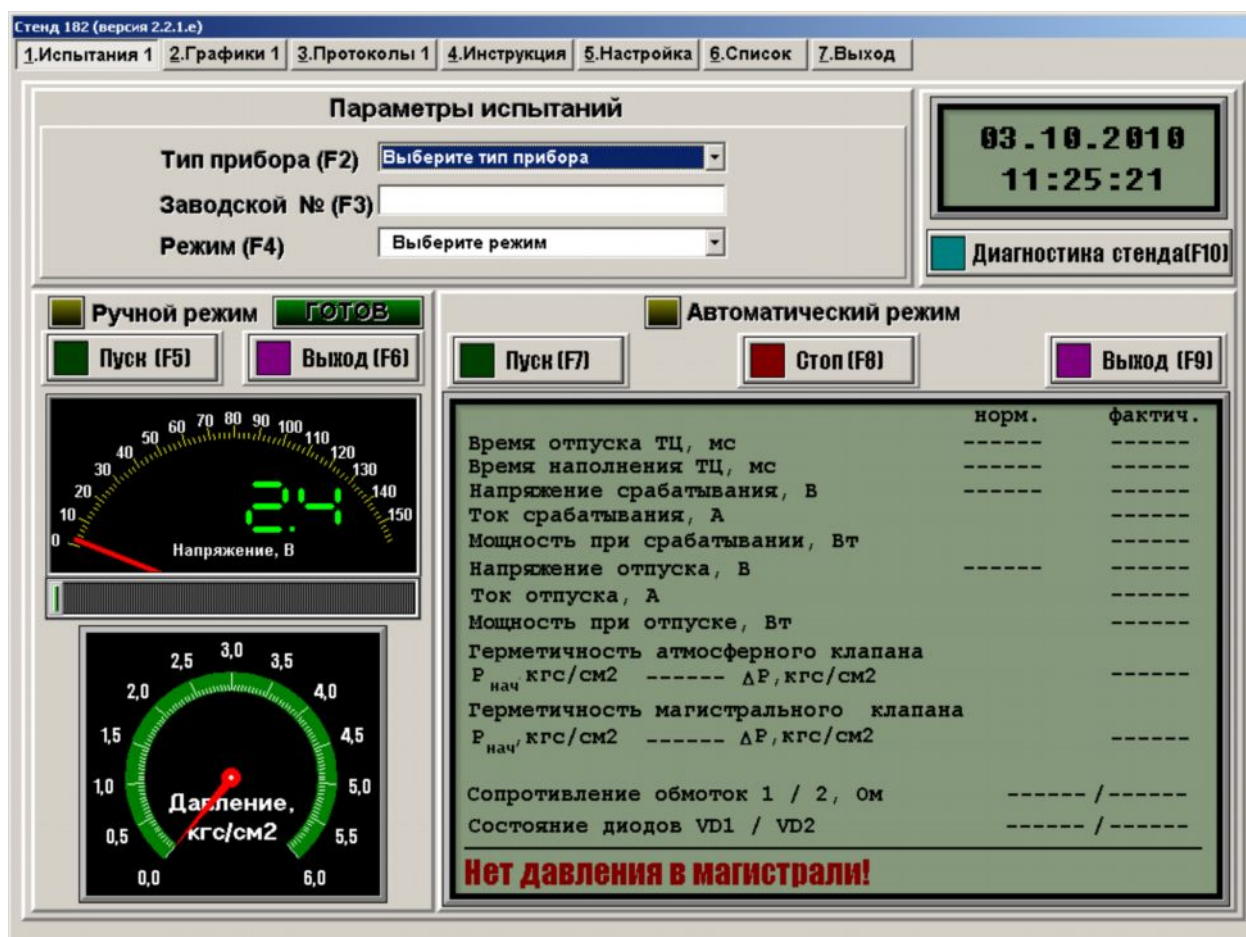 Стенд 182 (версия 2.2.1.e)
1.Испытания 1 2.Графики 1 3.Протоколы 1 4.Инструкция 5.Настройка 6.Список 7.Выход
Параметры испытаний
Тип прибора (F2) Выберите тип прибора
Заводской № (F3)
Режим (F4) Выберите режим
03.10.2010
11:25:21
Диагностика стенда(F10)
Ручной режим ГОТОВ
Пуск (F5) Выход (F6)
0 10 20 30 40 50 60 70 80 90 100 110 120 130 140 150
2.4
Напряжение, В
0,0 0,5 1,0 1,5 2,0 2,5 3,0 3,5 4,0 4,5 5,0 5,5 6,0
Давление,
кгс/см2
Автоматический режим
Пуск (F7) Стоп (F8) Выход (F9)
норм. фактич.
Время отпуска ТЦ, мс ------ ------
Время наполнения ТЦ, мс ------ ------
Напряжение срабатывания, В ------ ------
Ток срабатывания, А ------
Мощность при срабатывании, Вт ------
Напряжение отпуска, В ------ ------
Ток отпуска, А ------
Мощность при отпуске, Вт ------
Герметичность атмосферного клапана
Р нач, кгс/см2 ------ ΔР,кгс/см2 ------
Герметичность магистрального клапана
Р нач, кгс/см2 ------ ΔР,кгс/см2 ------
Сопротивление обмоток 1 / 2, Ом ------ /------
Состояние диодов VD1 / VD2 ------ /------
Нет давления в магистрали!